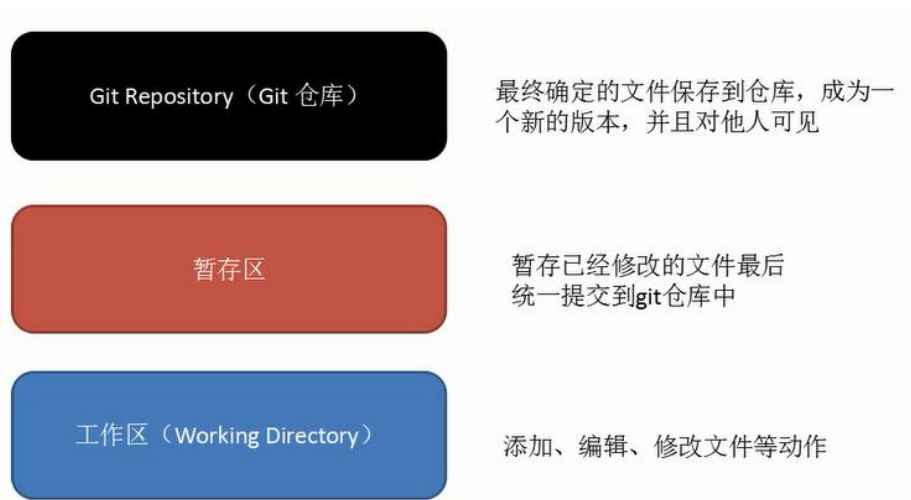 Git Repository（Git 仓库）
最终确定的文件保存到仓库，成为一
个新的版本，并且对他人可见
暂存区
暂存已经修改的文件最后
统一提交到git仓库中
工作区（Working Directory）
添加、编辑、修改文件等动作